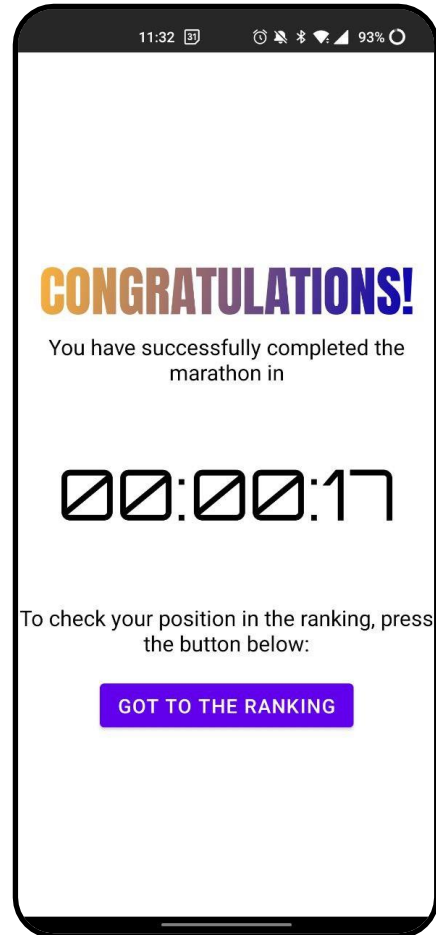 11:32 31 93%
CONGRATULATIONS!
You have successfully completed the
marathon in
00:00:17
To check your position in the ranking, press
the button below:
GOT TO THE RANKING